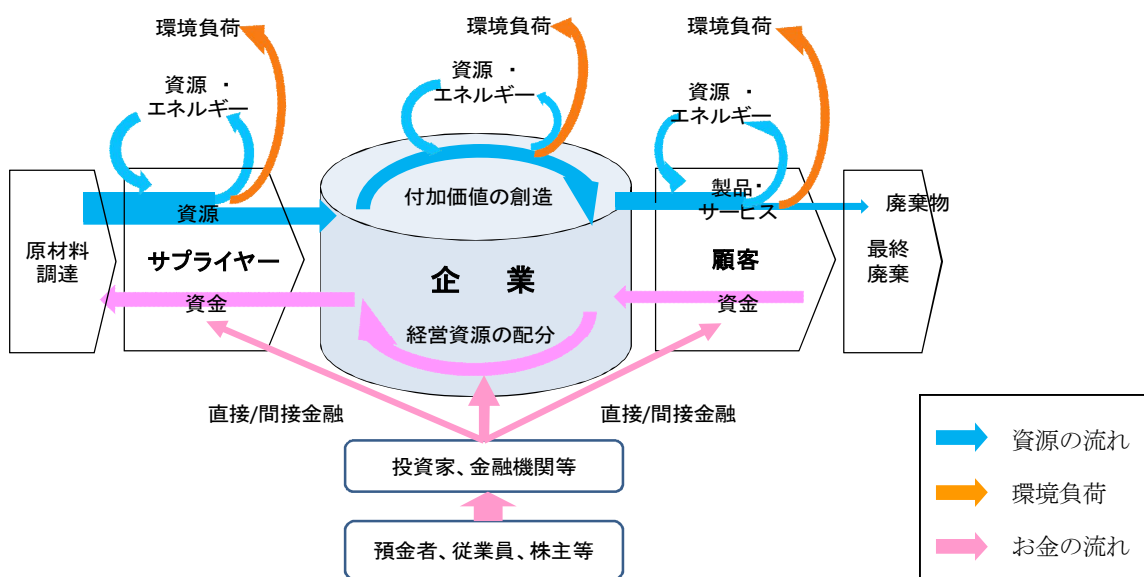 環境負荷
環境負荷
環境負荷
資源 ・
エネルギー
資源 ・
エネルギー
資源 ・
エネルギー
付加価値の創造
製品・
サービス
資源
廃棄物
原材料
調達
サプライヤー
企 業
顧客
最終
廃棄
資金
資金
経営資源の配分
直接/間接金融
直接/間接金融
投資家、金融機関等
預金者、従業員、株主等
資源の流れ
環境負荷
お金の流れ